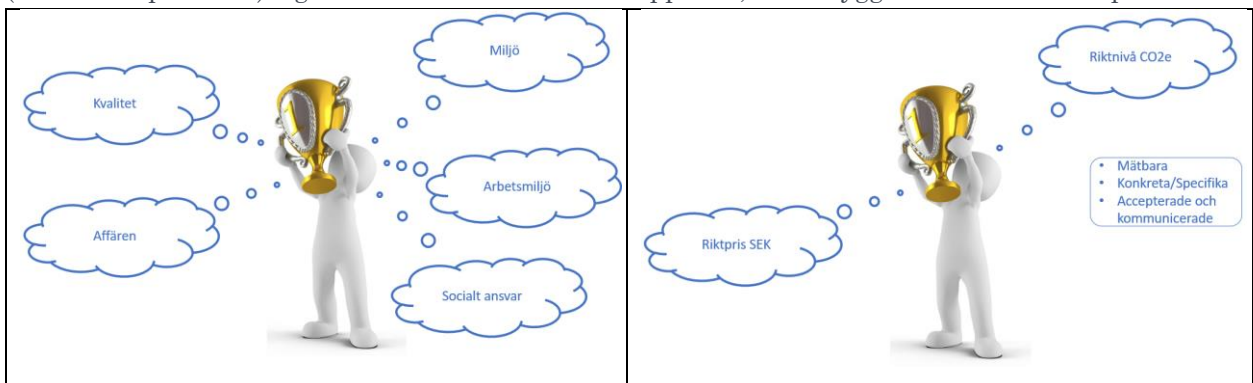 Miljö
Kvalitet
Arbetsmiljö
Affären
Socialt ansvar
Riktnivå CO2e
• Mätbara
• Konkreta/Specifika
• Accepterade och
kommunicerade
Riktpris SEK